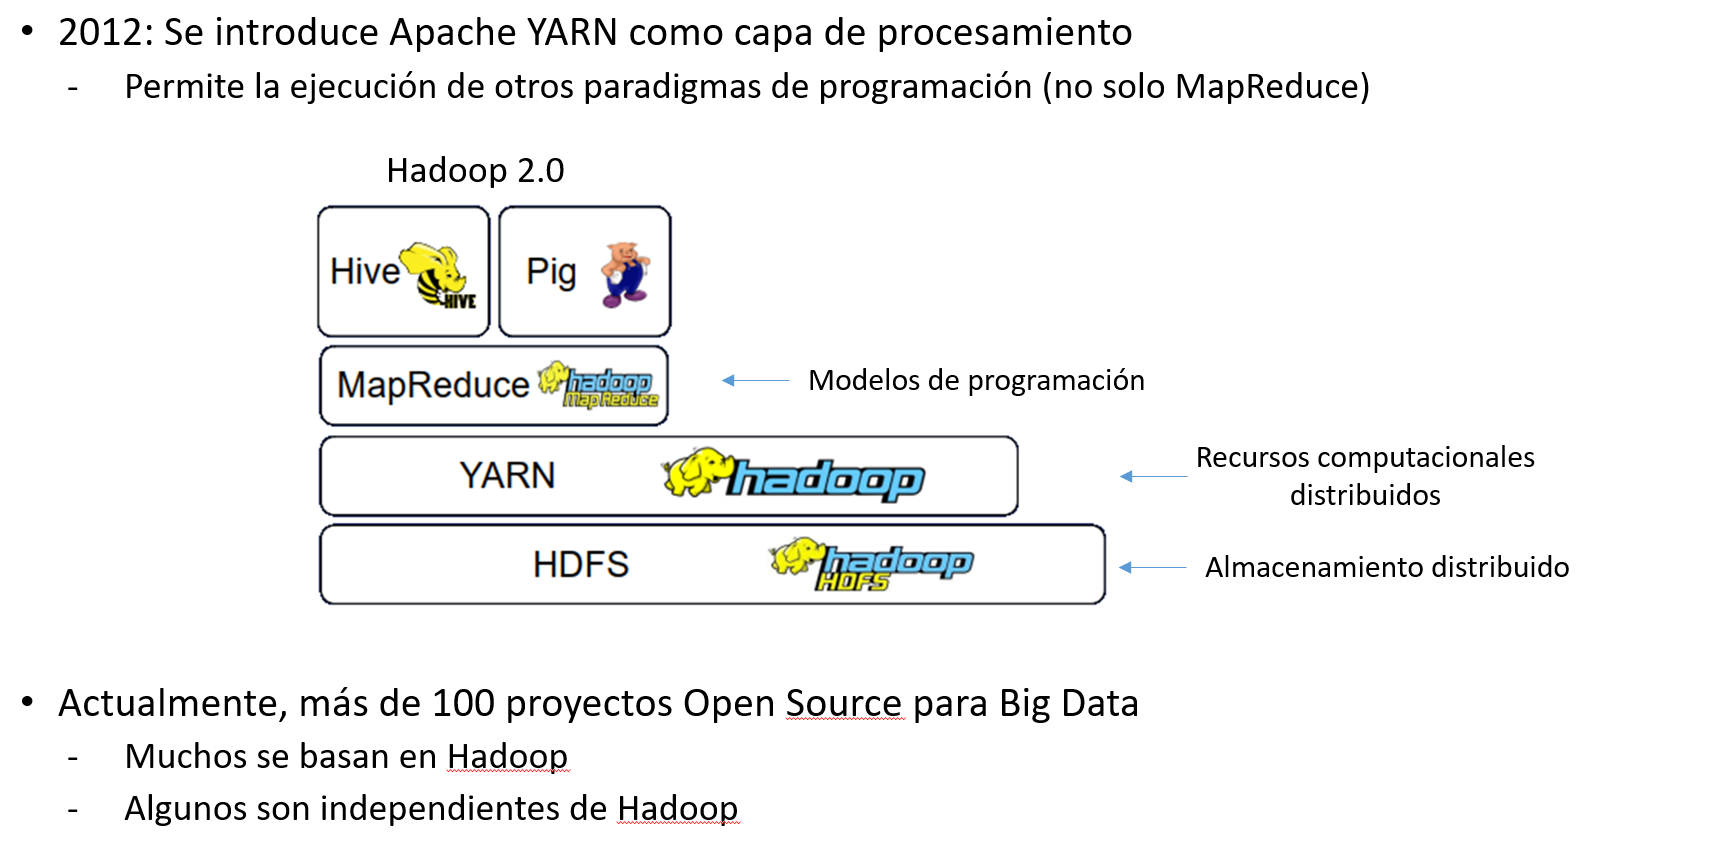 • 2012: Se introduce Apache YARN como capa de procesamiento
- Permite la ejecución de otros paradigmas de programación (no solo MapReduce)
Hadoop 2.0
Hive HIVE
Pig
MapReduce hadoop MapReduce
Modelos de programación
YARN hadoop
Recursos computacionales
distribuidos
HDFS hadoop HDFS
Almacenamiento distribuido
• Actualmente, más de 100 proyectos Open Source para Big Data
- Muchos se basan en Hadoop
- Algunos son independientes de Hadoop